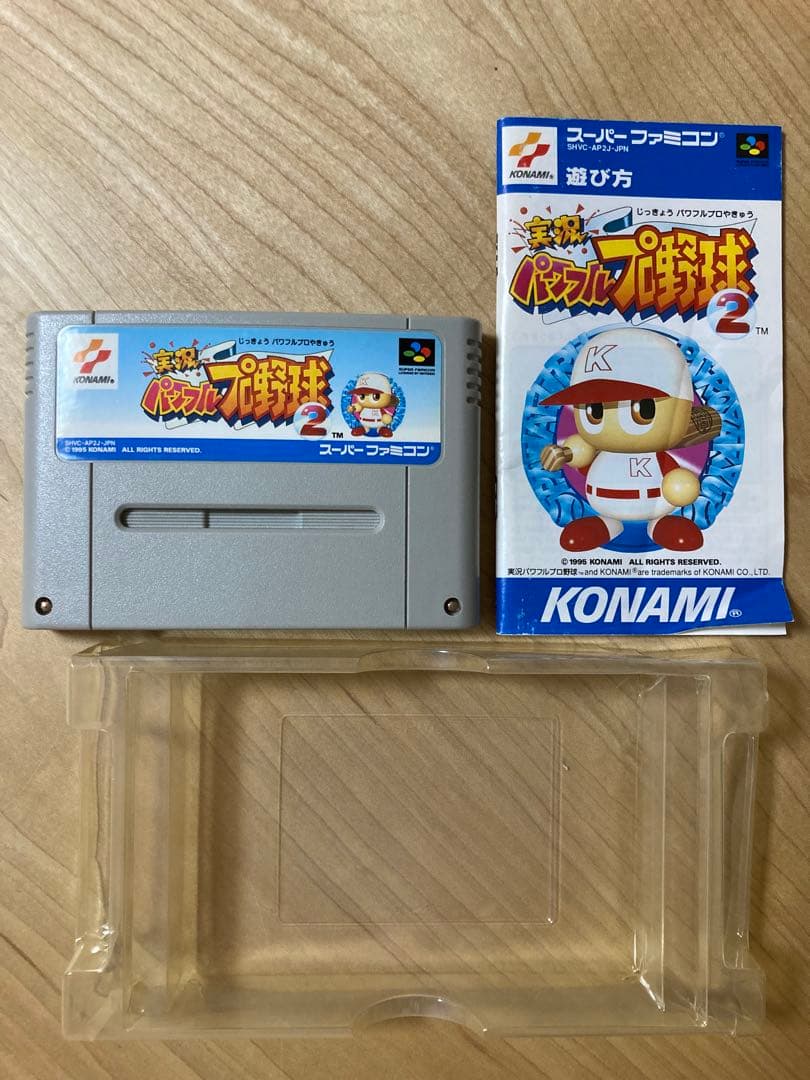 KONAMI®
じっきょう パワフルプロやきゅう
実況
パワフルプロ野球
2™
SHVC-AP2J-JPN
©1995 KONAMI ALL RIGHTS RESERVED.
スーパーファミコン®
KONAMI®
スーパーファミコン®
SHVC-AP2J-JPN
遊び方
じっきょう パワフルプロやきゅう
実況
パワフルプロ野球
2™
K
K
©1995 KONAMI ALL RIGHTS RESERVED.
実況パワフルプロ野球™and KONAMI®are trademarks of KONAMI CO., LTD.
KONAMI®